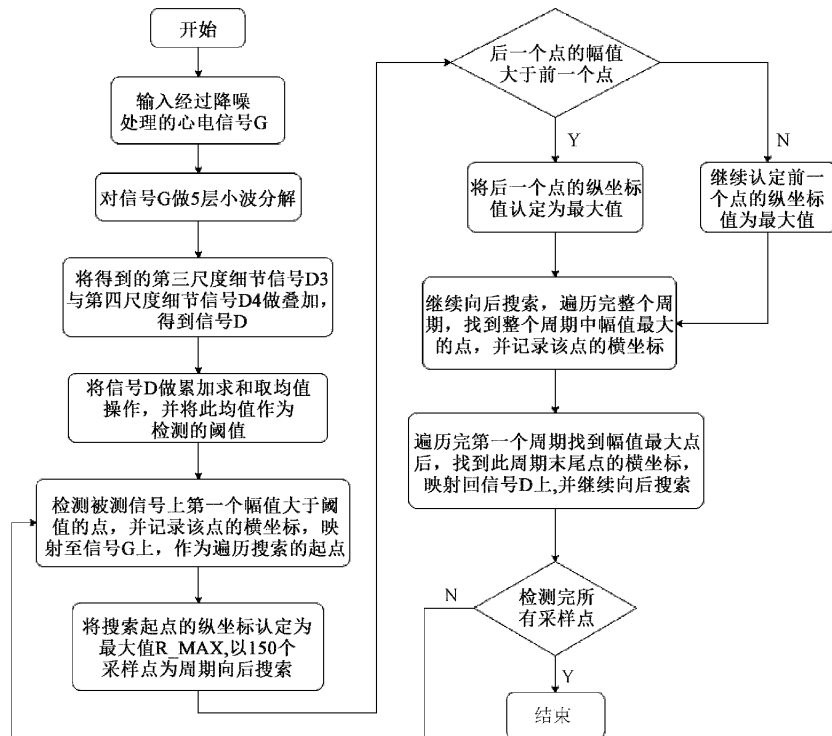 开始
输入经过降噪
处理的心电信号G
对信号G做5层小波分解
将得到的第三尺度细节信号D3
与第四尺度细节信号D4做叠加,
得到信号D
将信号D做累加求和取均值
操作，并将此均值作为
检测的阈值
检测被测信号上第一个幅值大于阈
值的点，并记录该点的横坐标，映
射至信号G上，作为遍历搜索的起点
将搜索起点的纵坐标认定为
最大值R_MAX,以150个
采样点为周期向后搜索
后一个点的幅值
大于前一个点
Y
N
将后一个点的纵坐标
值认定为最大值
继续认定前一
个点的纵坐标
值为最大值
继续向后搜索，遍历完整个周
期，找到整个周期中幅值最大
的点，并记录该点的横坐标
遍历完第一个周期找到幅值最大点
后，找到此周期末尾点的横坐标，
映射回信号D上,并继续向后搜索
N
检测完所
有采样点
Y
结束